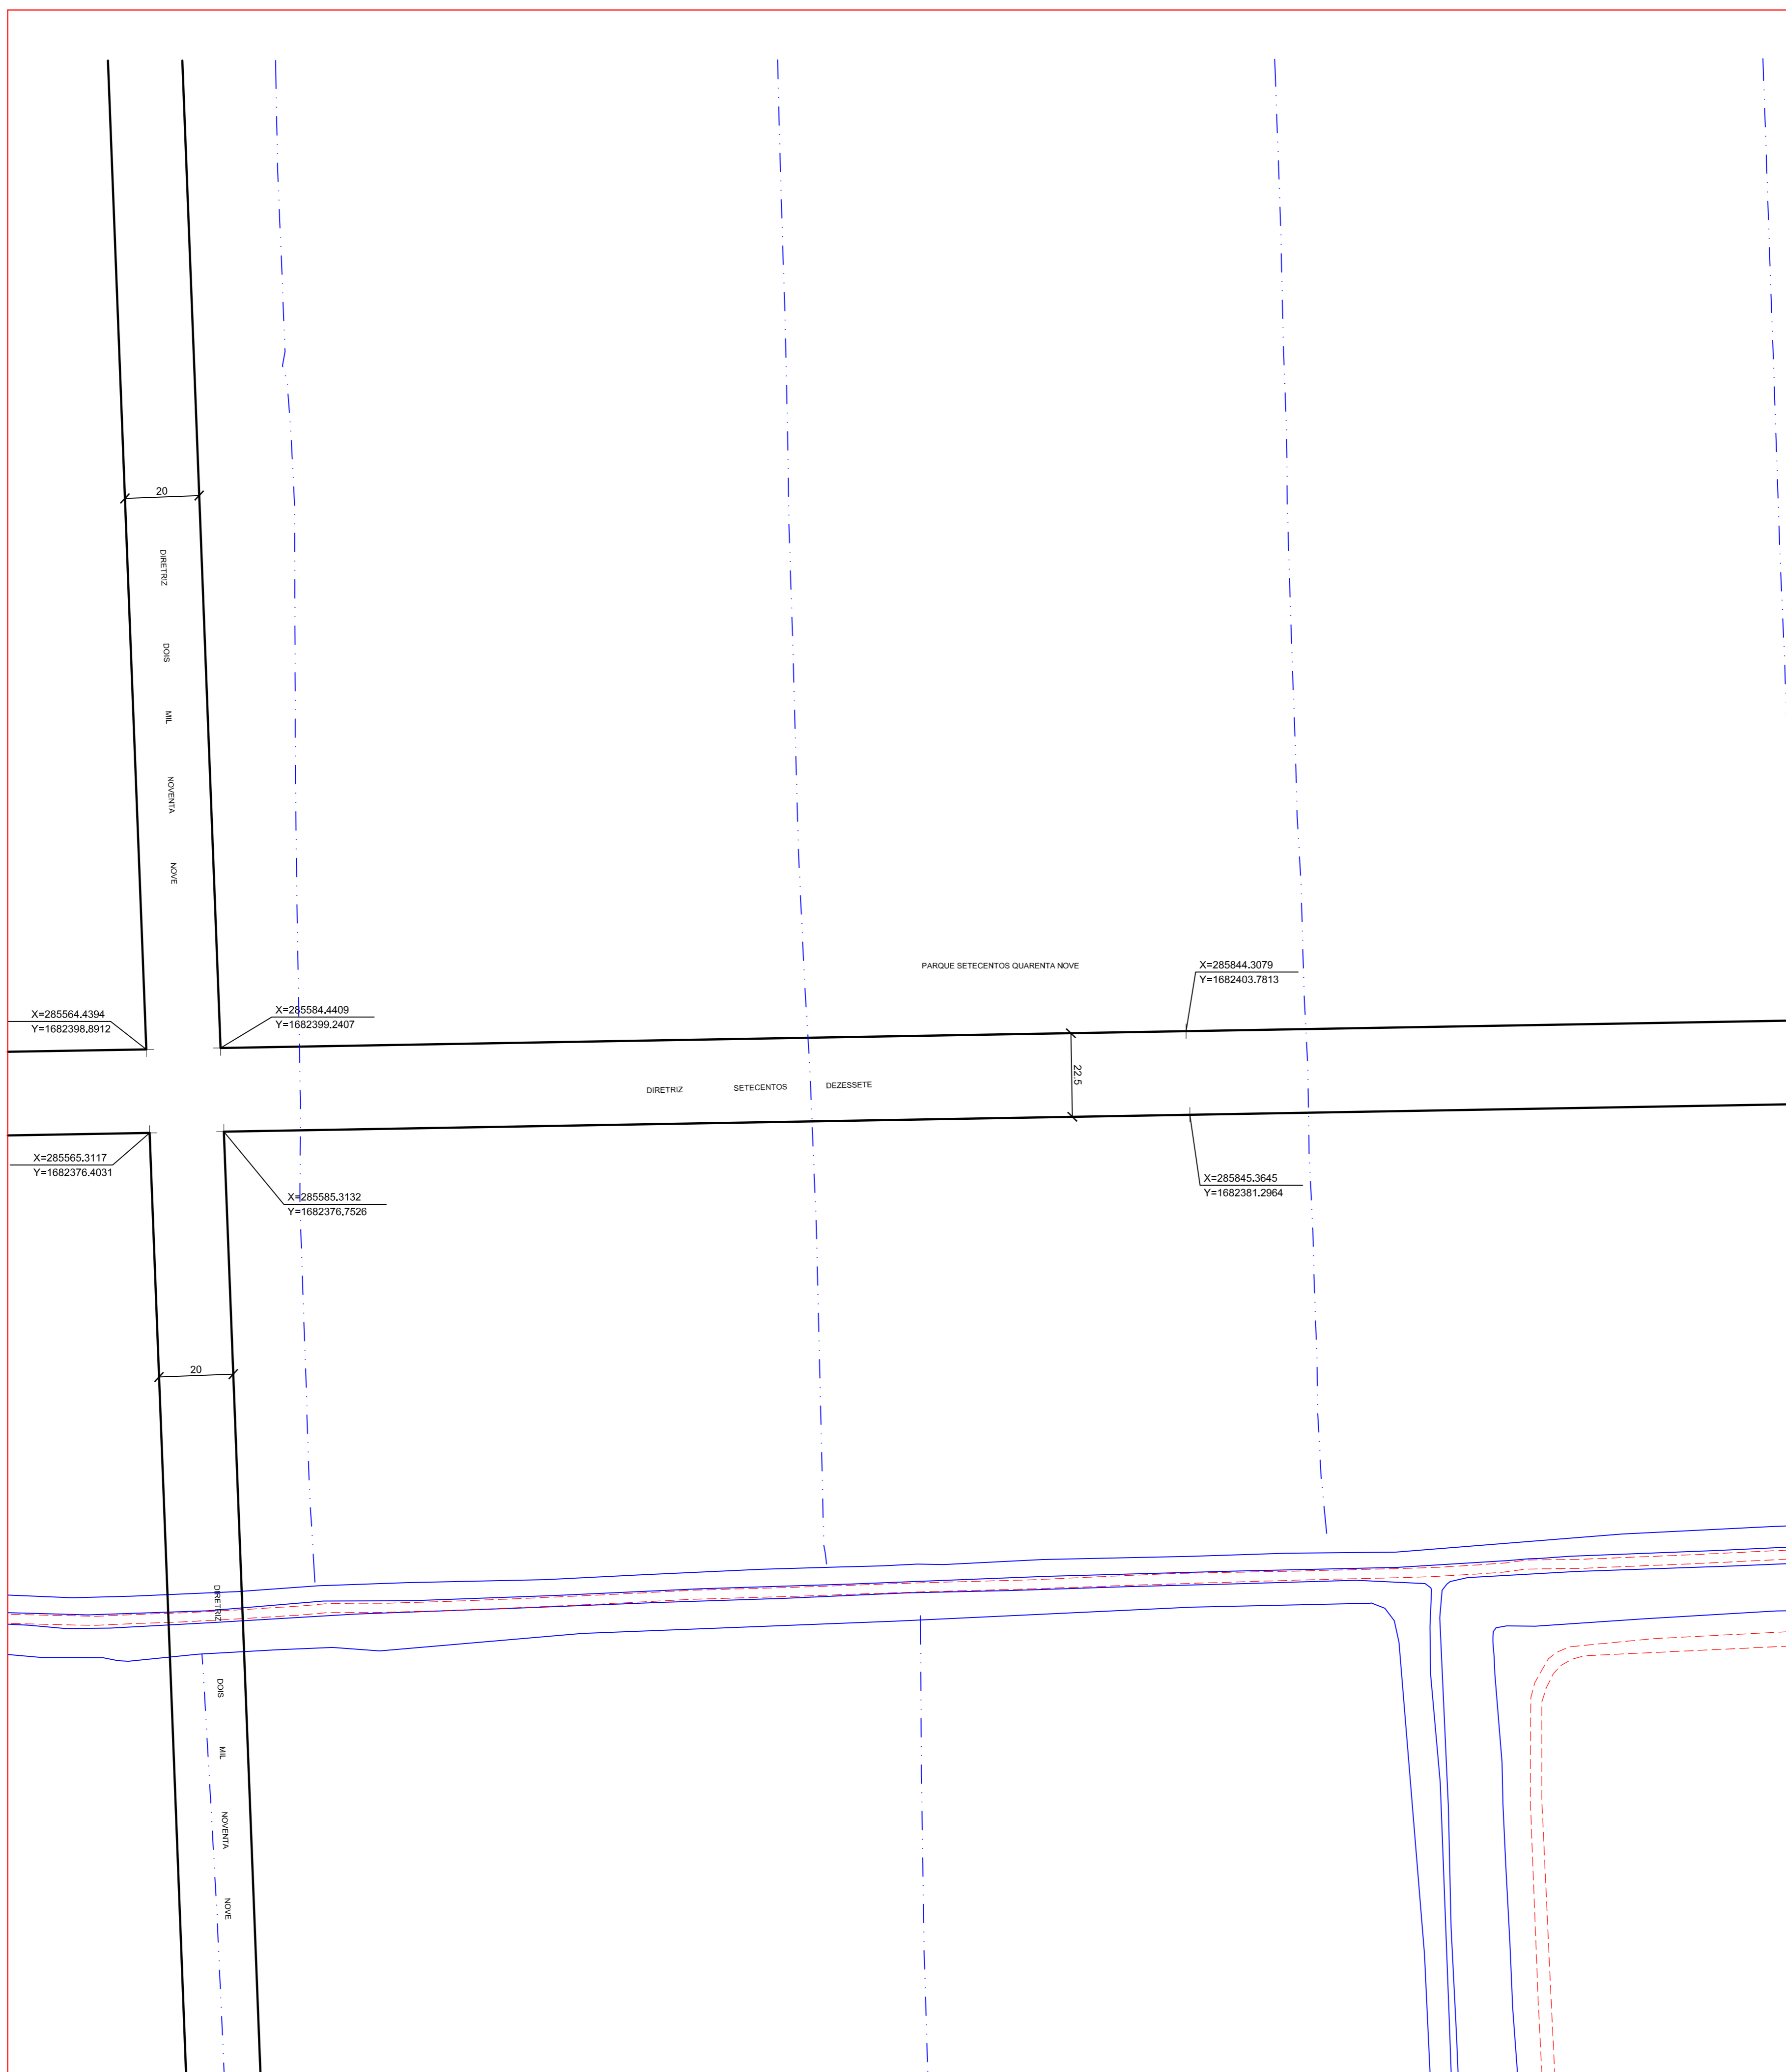 20
DIRETRIZ DOIS MIL NOVENTA NOVE
PARQUE SETECENTOS QUARENTA NOVE
X=285844.3079
Y=1682403.7813
X=285564.4394
Y=1682398.8912
X=285584.4409
Y=1682399.2407
22.5
DIRETRIZ SETECENTOS DEZESSETE
X=285565.3117
Y=1682376.4031
X=285585.3132
Y=1682376.7526
X=285845.3645
Y=1682381.2964
20
DIRETRIZ DOIS MIL NOVENTA NOVE